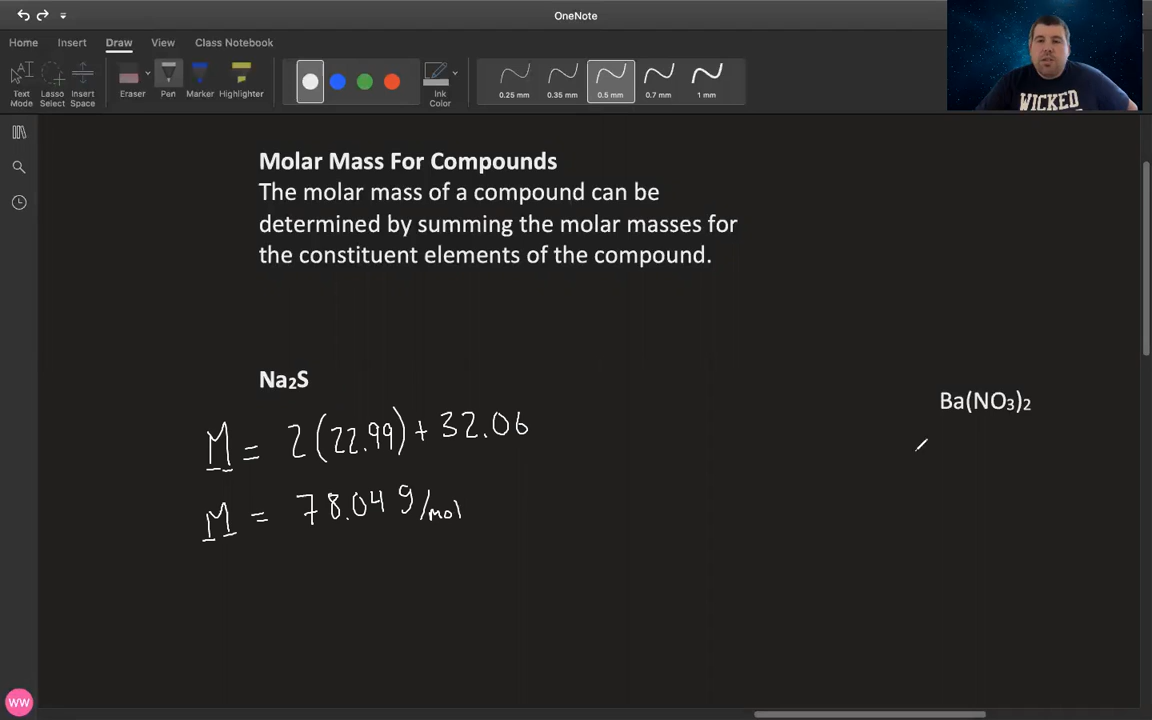 OneNote
Home Insert Draw View Class Notebook
Text Mode Lasso Select Insert Space Eraser Pen Marker Highlighter Ink Color 0.25 mm 0.35 mm 0.5 mm 0.7 mm 1 mm
WICKED
Molar Mass For Compounds
The molar mass of a compound can be
determined by summing the molar masses for
the constituent elements of the compound.
Na₂S
Ba(NO₃)₂
M = 2(22.99) + 32.06
M = 78.04 g/mol
WW